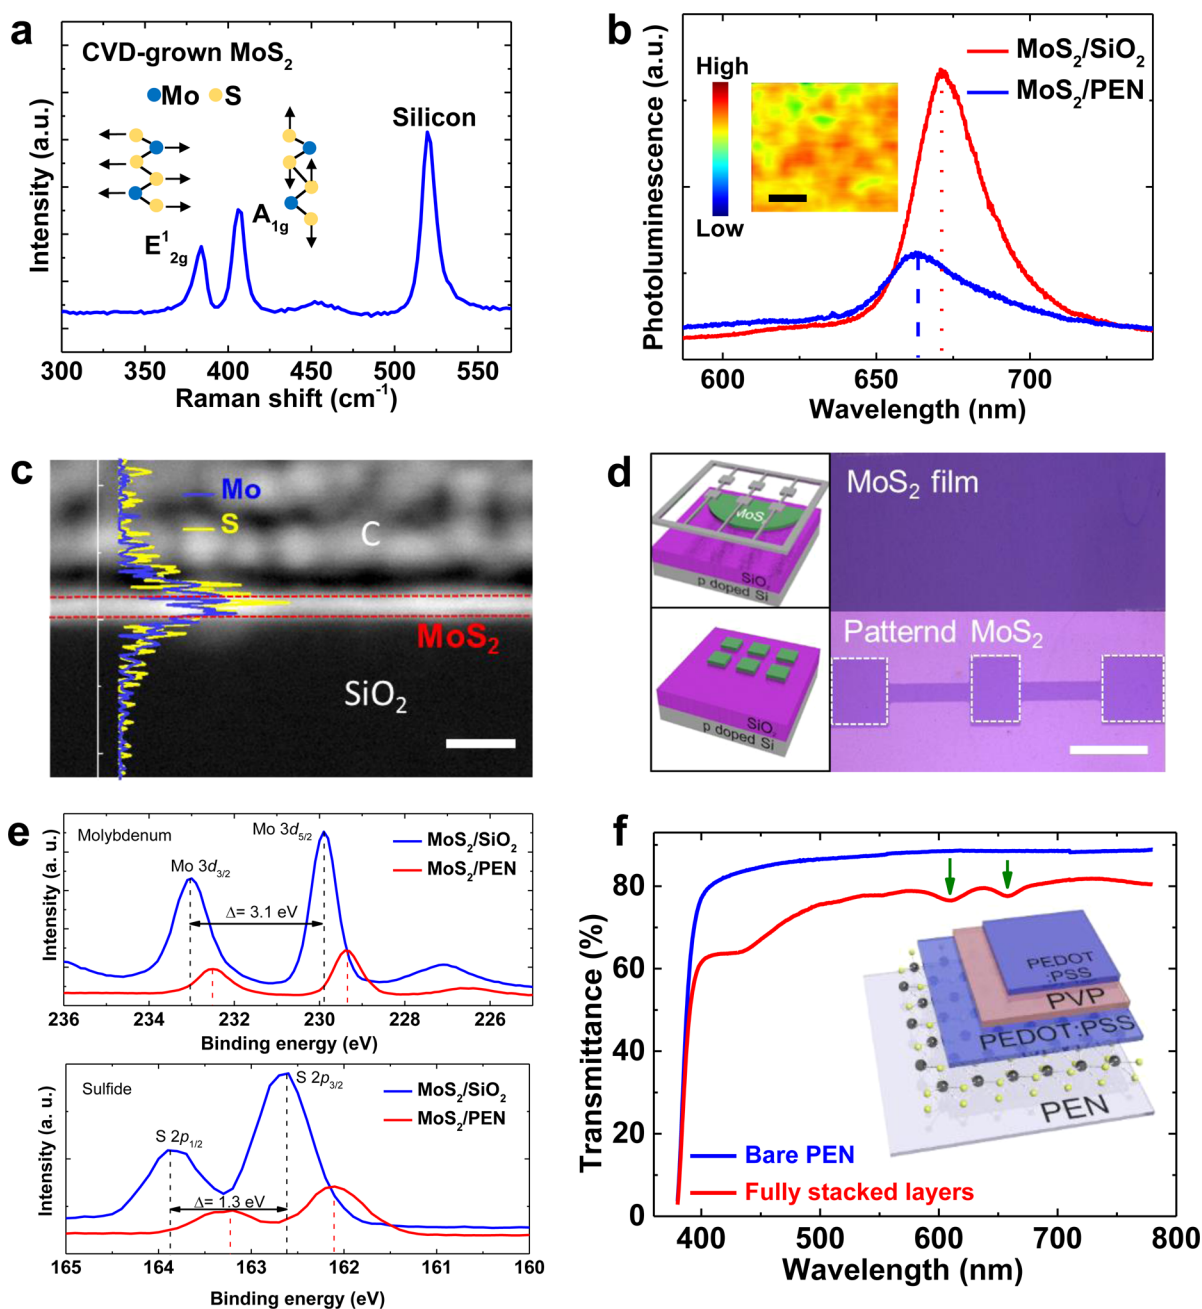 a
CVD-grown MoS2
Mo S
Silicon
E12g
A1g
Intensity (a.u.)
300 350 400 450 500 550
Raman shift (cm-1)
b
MoS2/SiO2
MoS2/PEN
High
Low
Photoluminescence (a.u.)
600 650 700
Wavelength (nm)
c
Mo
S
C
MoS2
SiO2
d
MoS2
SiO2
p doped Si
SiO2
p doped Si
MoS2 film
Patternd MoS2
e
Molybdenum
Mo 3d5/2
MoS2/SiO2
MoS2/PEN
Mo 3d3/2
Δ= 3.1 eV
Intensity (a. u.)
236 234 232 230 228 226
Binding energy (eV)
Sulfide
S 2p3/2
MoS2/SiO2
MoS2/PEN
S 2p1/2
Δ= 1.3 eV
Intensity (a. u.)
165 164 163 162 161 160
Binding energy (eV)
f
80
60
40
20
0
Transmittance (%)
PEDOT
:PSS
PVP
PEDOT:PSS
PEN
Bare PEN
Fully stacked layers
400 500 600 700 800
Wavelength (nm)